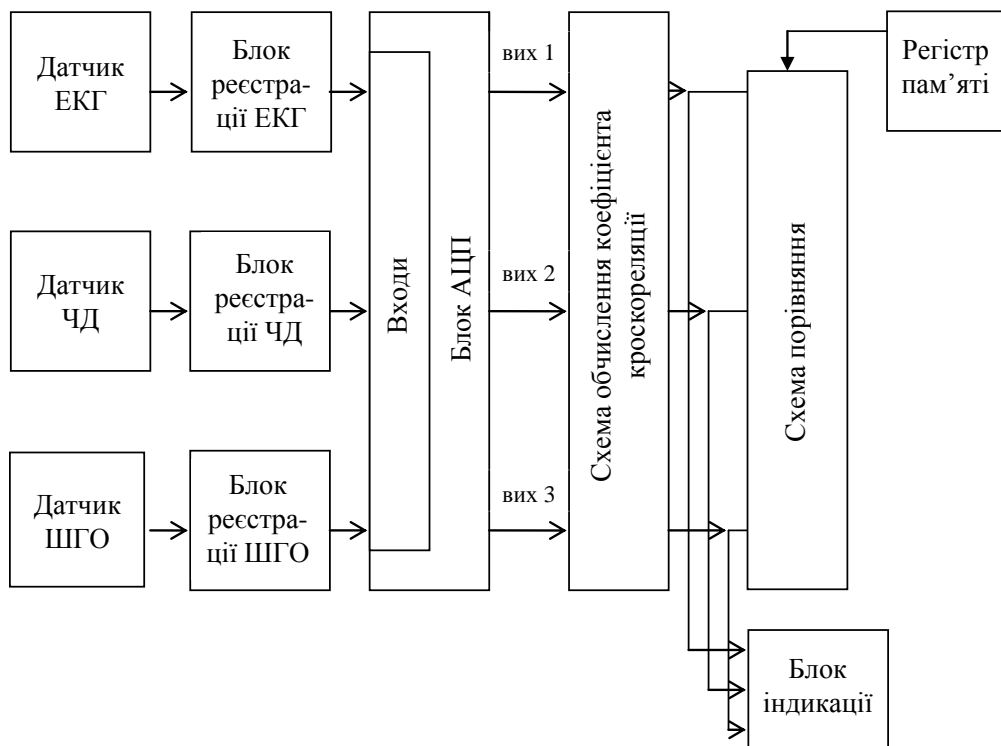 Датчик
ЕКГ
Блок
реєстра-
ції ЕКГ
вих 1
Регістр
пам’яті
Датчик
ЧД
Блок
реєстра-
ції ЧД
Входи
Блок АЦП
вих 2
Схема обчислення коефіцієнта
кроскореляції
Схема порівняння
Датчик
ШГО
Блок
реєстра-
ції ШГО
вих 3
Блок
індикації